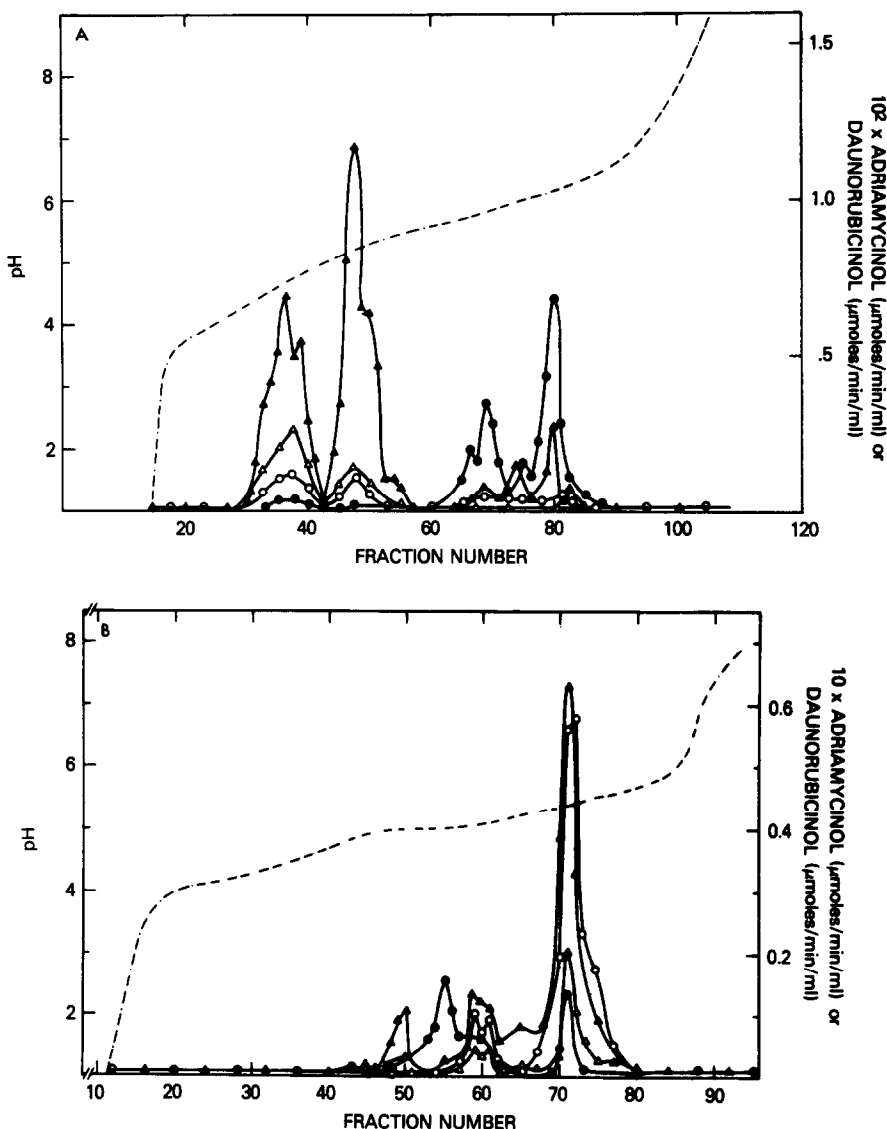 A
8
6
4
2
pH
1.5
1.0
.5
10² x ADRIAMYCINOL (μmoles/min/ml) or
DAUNORUBICINOL (μmoles/min/ml)
20 40 60 80 100 120
FRACTION NUMBER
B
8
6
4
2
pH
0.6
0.4
0.2
10 x ADRIAMYCINOL (μmoles/min/ml) or
DAUNORUBICINOL (μmoles/min/ml)
10 20 30 40 50 60 70 80 90
FRACTION NUMBER